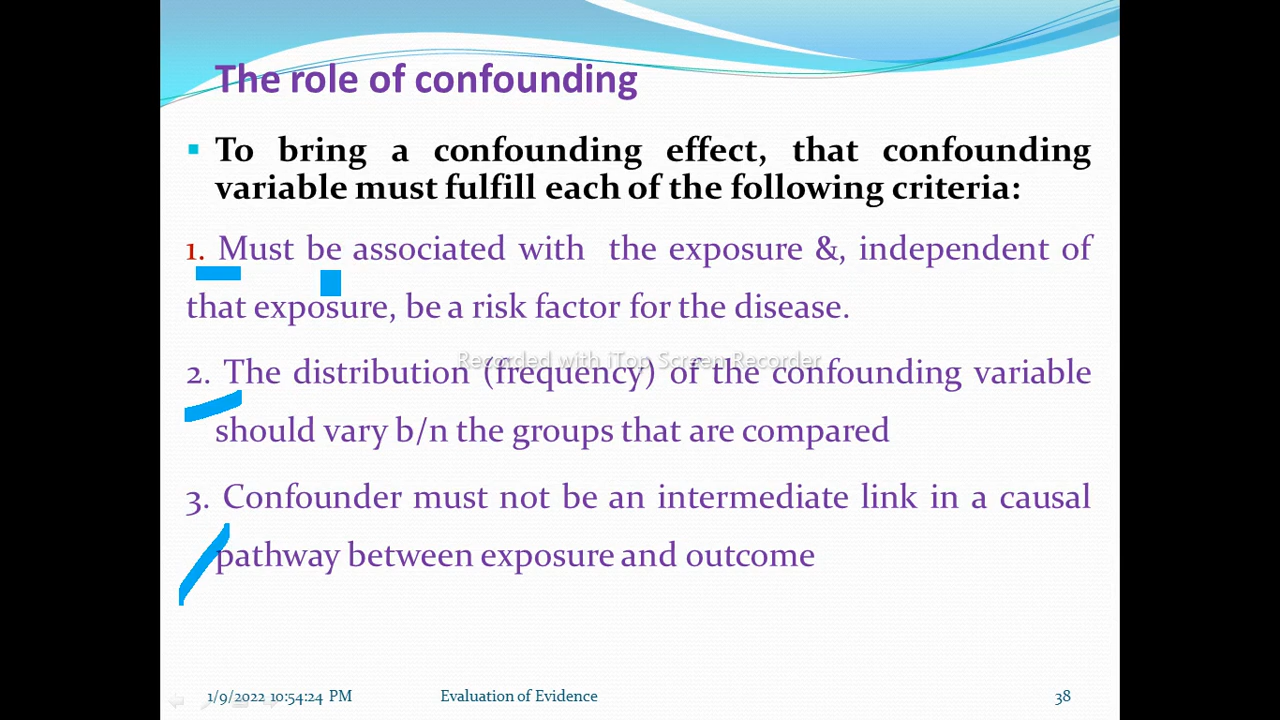 The role of confounding
To bring a confounding effect, that confounding
variable must fulfill each of the following criteria:
1. Must be associated with the exposure &, independent of
that exposure, be a risk factor for the disease.
Recorded with iTop Screen Recorder
2. The distribution (frequency) of the confounding variable
should vary b/n the groups that are compared
3. Confounder must not be an intermediate link in a causal
pathway between exposure and outcome
1/9/2022 10:54:24 PM Evaluation of Evidence 38